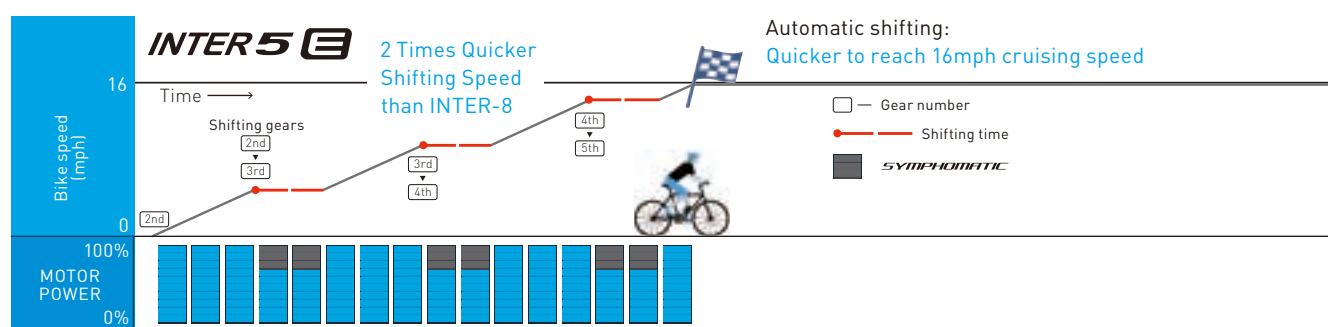 INTER 5 E
2 Times Quicker
Shifting Speed
than INTER-8
Automatic shifting:
Quicker to reach 16mph cruising speed
16
Time
Bike speed
(mph)
0
Shifting gears
2nd
2nd
3rd
3rd
4th
4th
5th
Gear number
Shifting time
SYMPHOMATIC
100%
MOTOR
POWER
0%